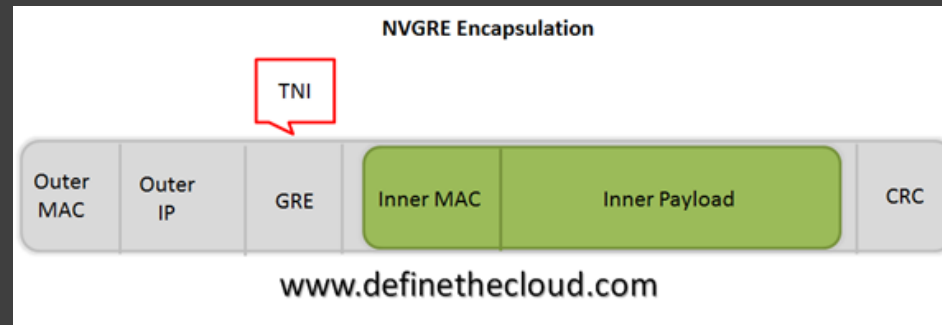 NVGRE Encapsulation
TNI
Outer MAC
Outer IP
GRE
Inner MAC
Inner Payload
CRC
www.definethecloud.com